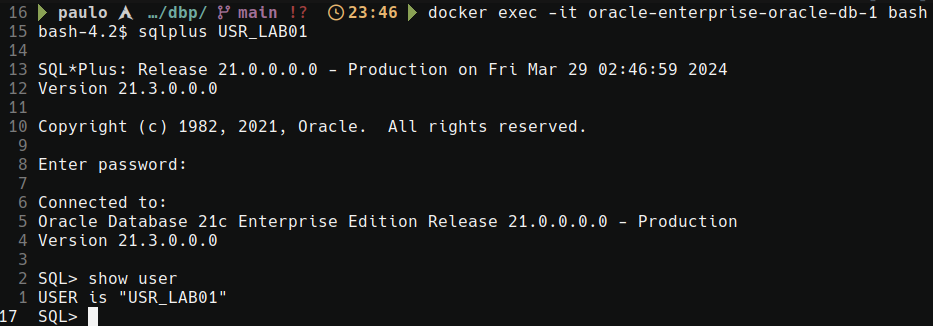 16 paulo …/dbp/ main !? 23:46 docker exec -it oracle-enterprise-oracle-db-1 bash
15 bash-4.2$ sqlplus USR_LAB01
14
13 SQL*Plus: Release 21.0.0.0.0 - Production on Fri Mar 29 02:46:59 2024
12 Version 21.3.0.0.0
11
10 Copyright (c) 1982, 2021, Oracle.  All rights reserved.
9
8 Enter password:
7
6 Connected to:
5 Oracle Database 21c Enterprise Edition Release 21.0.0.0.0 - Production
4 Version 21.3.0.0.0
3
2 SQL> show user
1 USER is "USR_LAB01"
17 SQL>